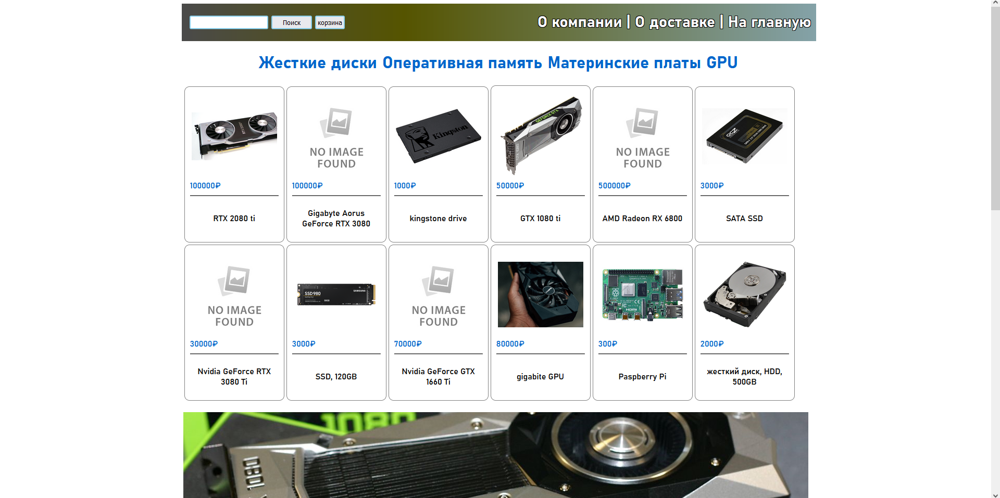 Поиск корзина О компании | О доставке | На главную
Жесткие диски Оперативная память Материнские платы GPU
NO IMAGE
FOUND
Kingston
GEFORCE GTX
NO IMAGE
FOUND
OCZ
100000₽ 100000₽ 1000₽ 50000₽ 500000₽ 3000₽
RTX 2080 ti
Gigabyte Aorus
GeForce RTX 3080
kingstone drive
GTX 1080 ti
AMD Radeon RX 6800
SATA SSD
NO IMAGE
FOUND
SAMSUNG
SSD 980
NO IMAGE
FOUND
HDMI
30000₽ 3000₽ 70000₽ 80000₽ 300₽ 2000₽
Nvidia GeForce RTX
3080 Ti
SSD, 120GB
Nvidia GeForce GTX
1660 Ti
gigabite GPU
Paspberry Pi
жесткий диск, HDD,
500GB
1080
1080